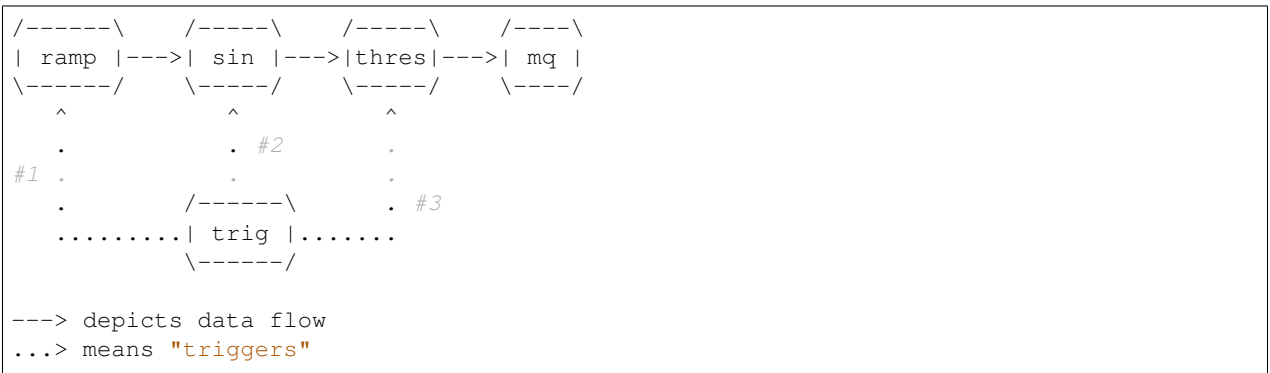 /------\    /-----\    /-----\    /----\
| ramp |--->| sin |--->|thres|--->| mq |
\------/    \-----/    \-----/    \----/
   ^           ^          ^
   .           . #2       .
#1 .           .          .
   .        /------\      . #3
   .........| trig |.......
            \------/
---> depicts data flow
...> means "triggers"